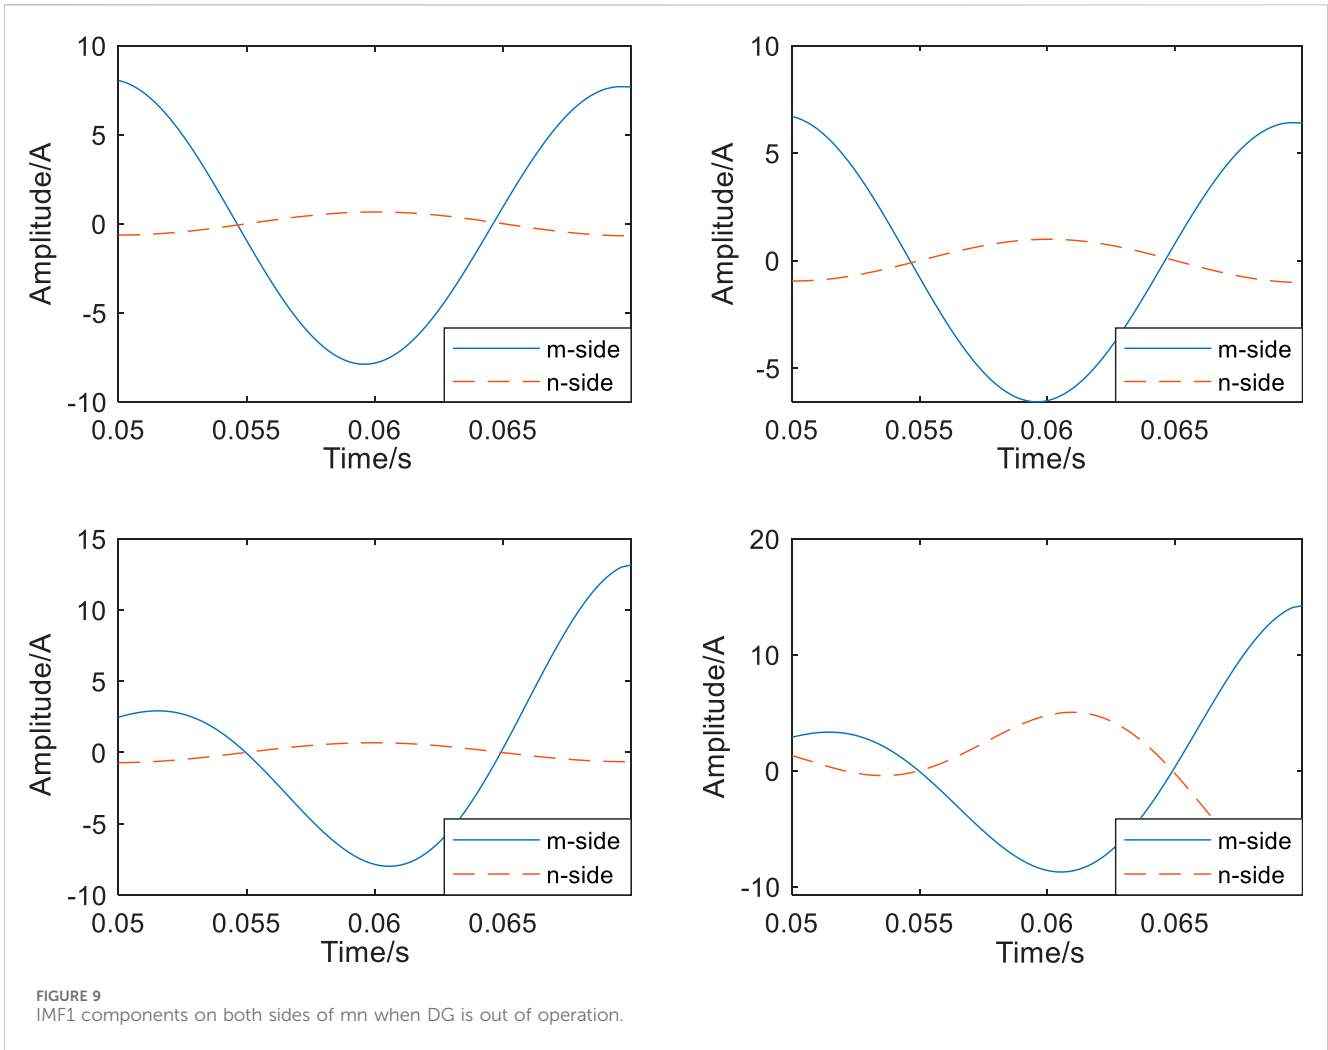 10
5
0
-5
-10
Amplitude/A
0.05
0.055
0.06
0.065
Time/s
m-side
n-side
10
5
0
-5
Amplitude/A
0.05
0.055
0.06
0.065
Time/s
m-side
n-side
15
10
5
0
-5
-10
Amplitude/A
0.05
0.055
0.06
0.065
Time/s
m-side
n-side
20
10
0
-10
Amplitude/A
0.05
0.055
0.06
0.065
Time/s
m-side
n-side
FIGURE 9
IMF1 components on both sides of mn when DG is out of operation.